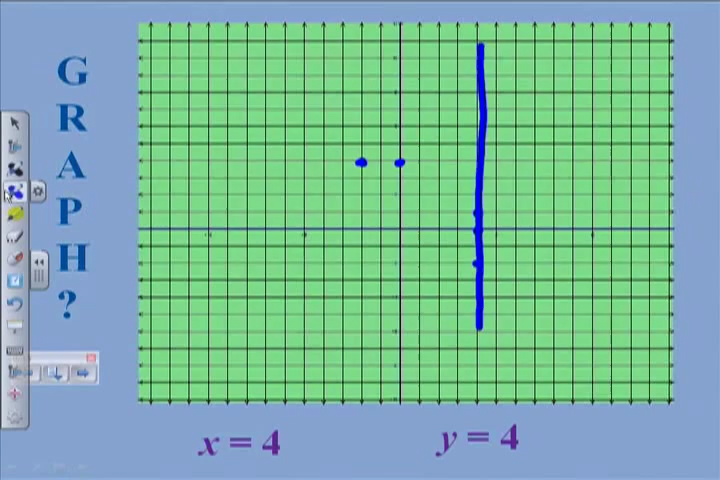 G
R
A
P
H
?
x = 4
y = 4